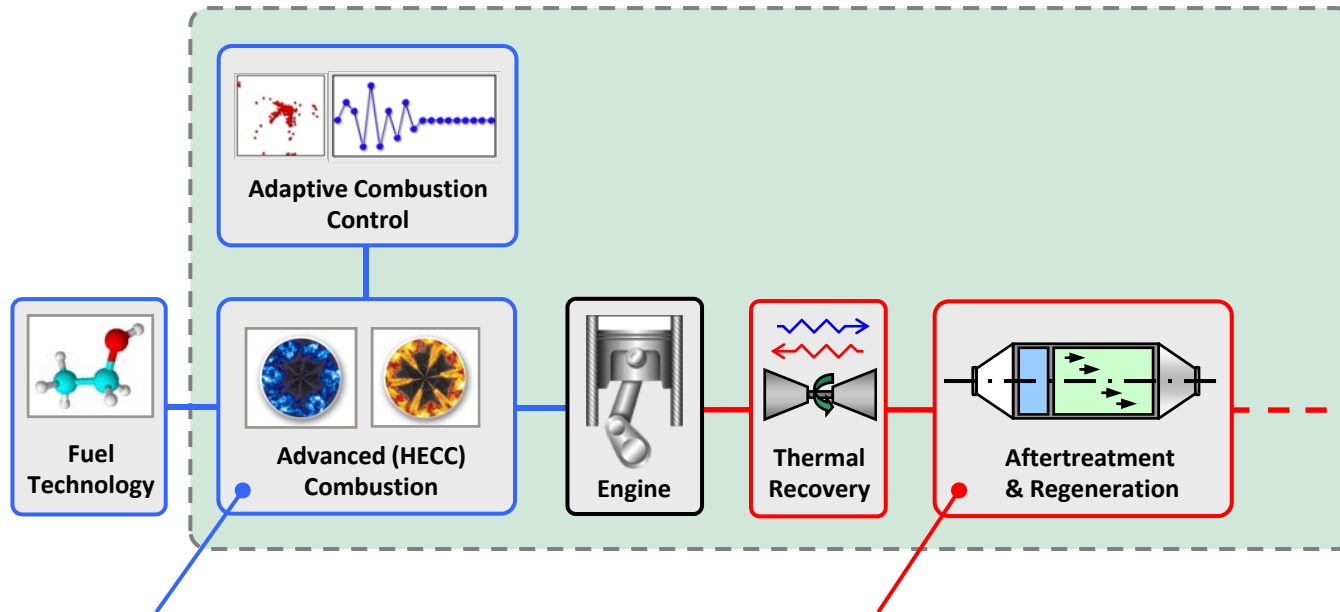 Adaptive Combustion
Control
Fuel
Technology
Advanced (HECC)
Combustion
Engine
Thermal
Recovery
Aftertreatment
& Regeneration